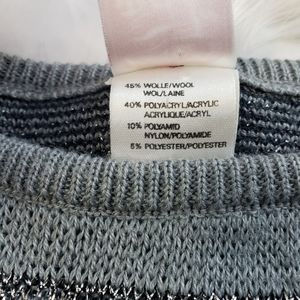 45% WOLLE/WOOL
WOL/LAINE
40% POLYACRYL/ACRYLIC
ACRYLIQUE/ACRYL
10% POLYAMID
NYLON/POLYAMIDE
5% POLYESTER/POLYESTER